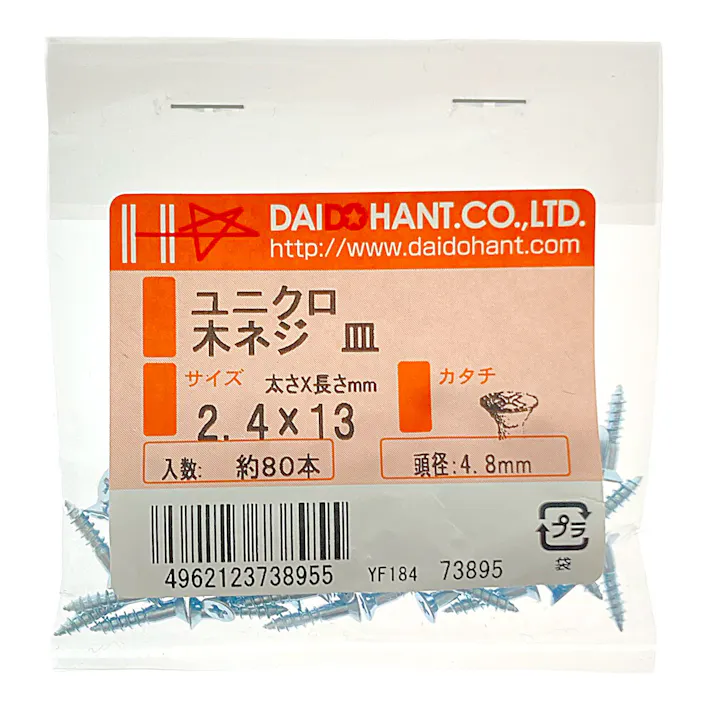 DAIDOHANT.CO.,LTD.
http://www.daidohant.com
ユニクロ
木ネジ 皿
サイズ 太さX長さmm
2.4×13
カタチ
入数: 約80本
頭径:4.8mm
プラ
袋
4962123738955 YF184 73895